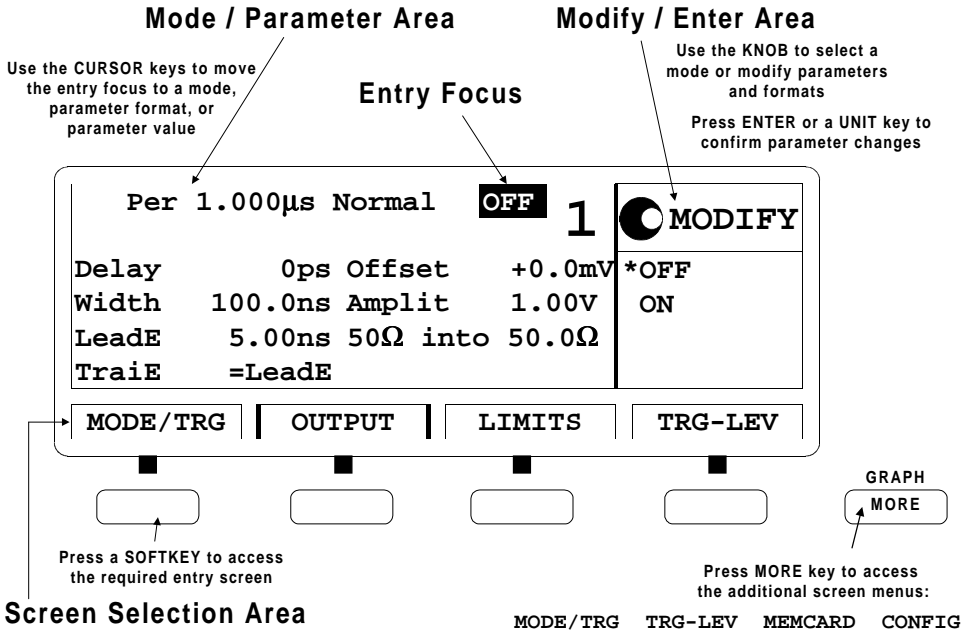 Mode / Parameter Area
Modify / Enter Area
Use the CURSOR keys to move
the entry focus to a mode,
parameter format, or
parameter value
Entry Focus
Use the KNOB to select a
mode or modify parameters
and formats
Press ENTER or a UNIT key to
confirm parameter changes
Per 1.000µs Normal OFF 1 MODIFY
Delay 0ps Offset +0.0mV *OFF
Width 100.0ns Amplit 1.00V ON
LeadE 5.00ns 50Ω into 50.0Ω
TraiE =LeadE
MODE/TRG OUTPUT LIMITS TRG-LEV
GRAPH
MORE
Press a SOFTKEY to access
the required entry screen
Press MORE key to access
the additional screen menus:
Screen Selection Area
MODE/TRG TRG-LEV MEMCARD CONFIG